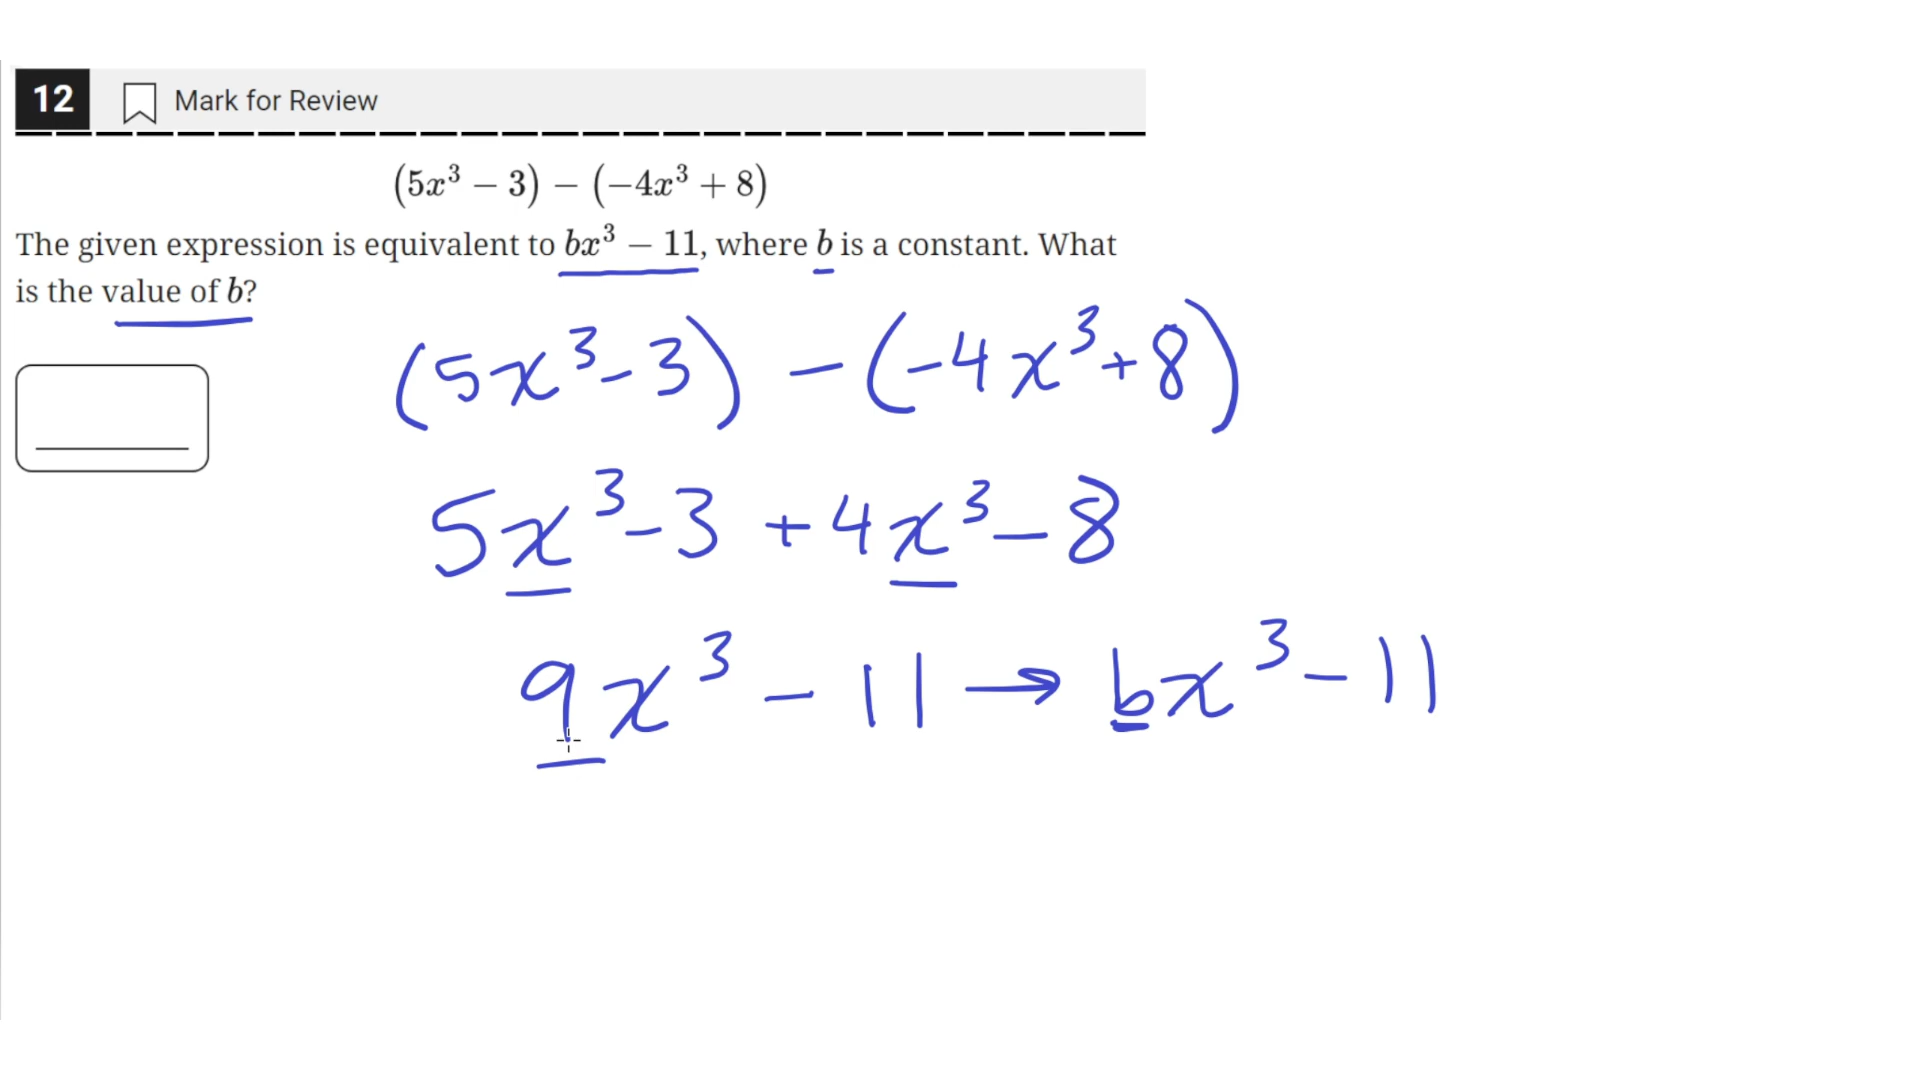 12 Mark for Review
(5x³ − 3) − (−4x³ + 8)
The given expression is equivalent to bx³ − 11, where b is a constant. What
is the value of b?
(5x³-3) - (-4x³+8)
5x³-3 +4x³-8
9x³ - 11 → bx³-11